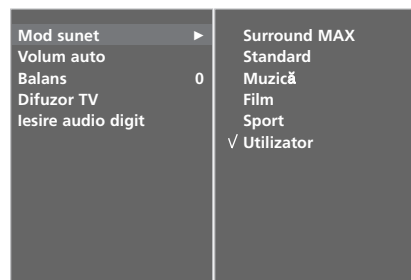 Mod sunet ►
Volum auto
Balans 0
Difuzor TV
Iesire audio digit
Surround MAX
Standard
Muzică
Film
Sport
√ Utilizator